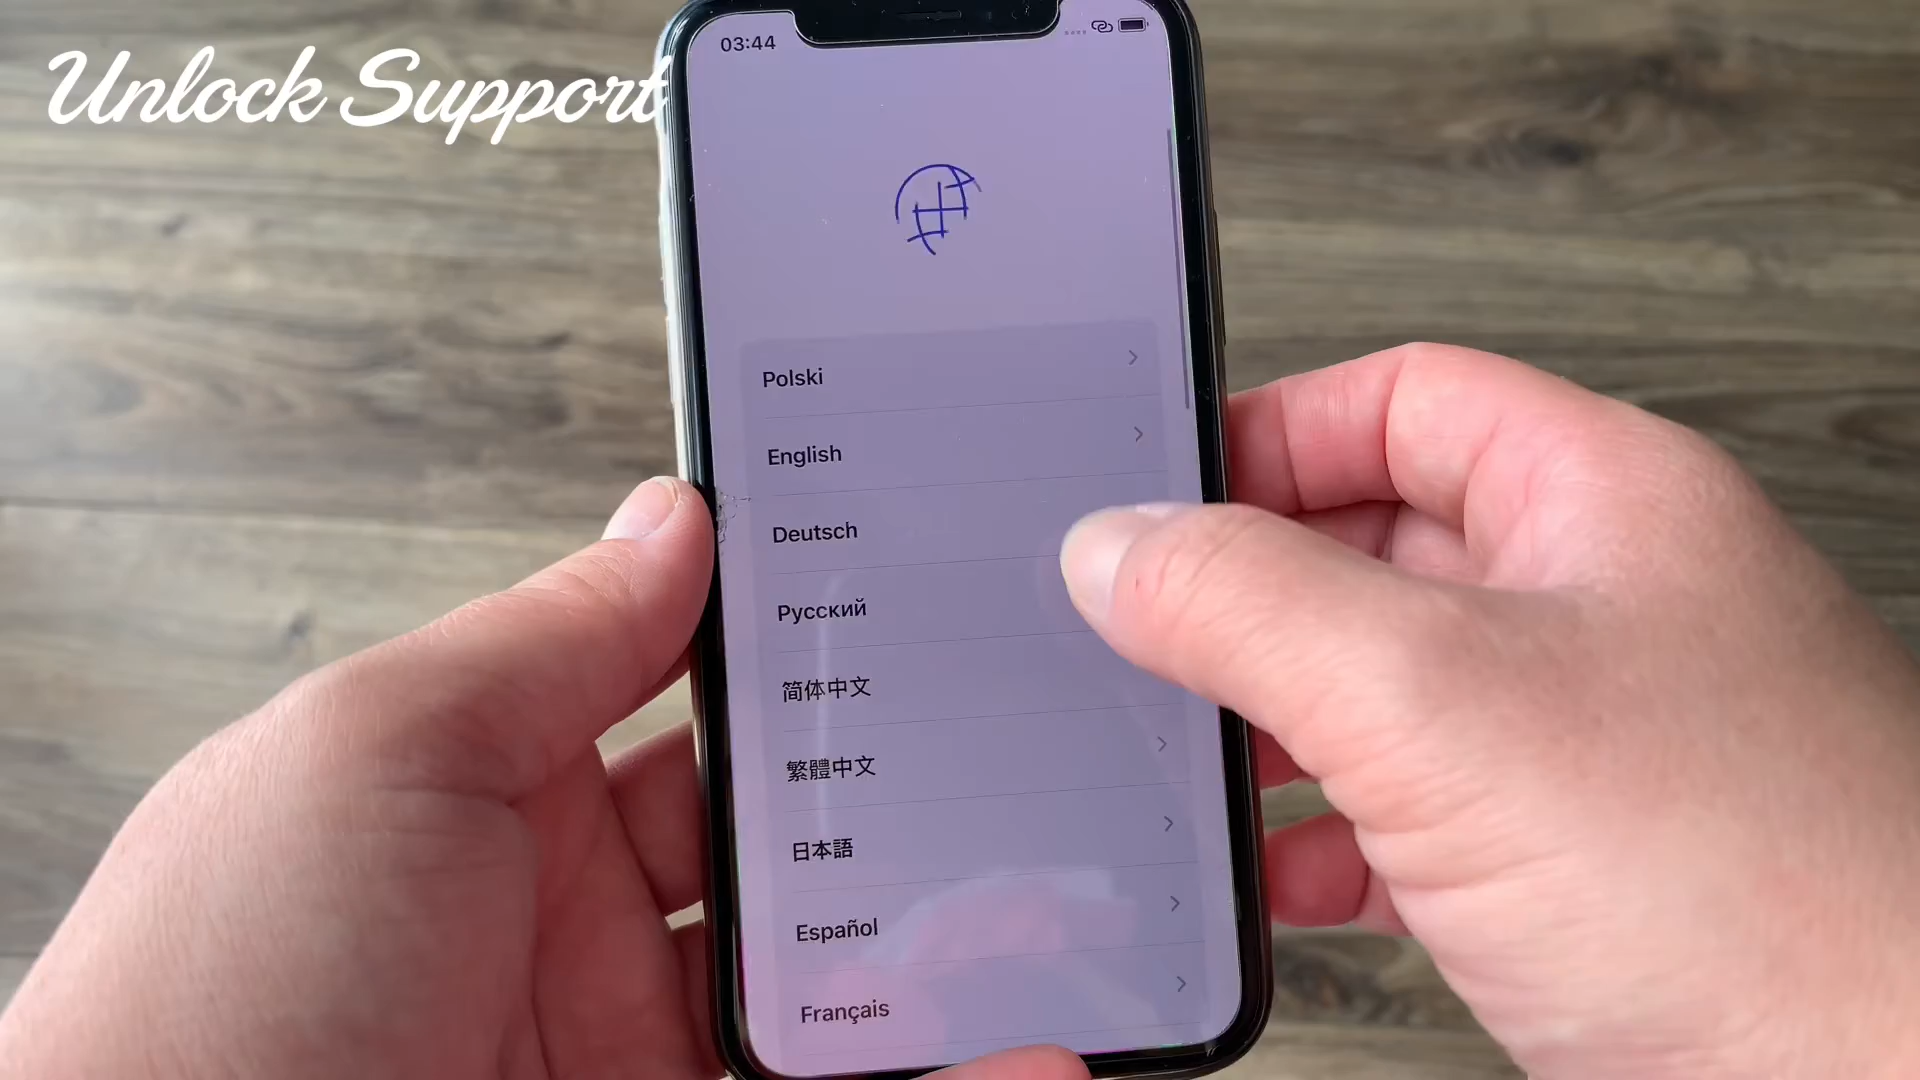 Unlock Support
03:44
Polski
English
Deutsch
Русский
简体中文
繁體中文
日本語
Español
Français